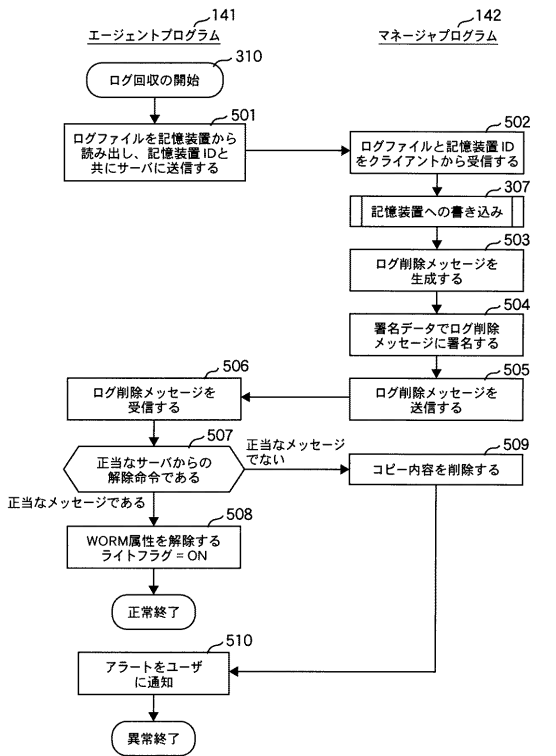 141
エージェントプログラム
142
マネージャプログラム
310
ログ回収の開始
501
ログファイルを記憶装置から
読み出し、記憶装置IDと
共にサーバに送信する
502
ログファイルと記憶装置ID
をクライアントから受信する
307
記憶装置への書き込み
503
ログ削除メッセージを
生成する
504
署名データでログ削除
メッセージに署名する
505
ログ削除メッセージを
送信する
506
ログ削除メッセージを
受信する
507
正当なサーバからの
解除命令である
正当なメッセージ
でない
509
コピー内容を削除する
正当なメッセージである
508
WORM属性を解除する
ライトフラグ=ON
正常終了
510
アラートをユーザ
に通知
異常終了